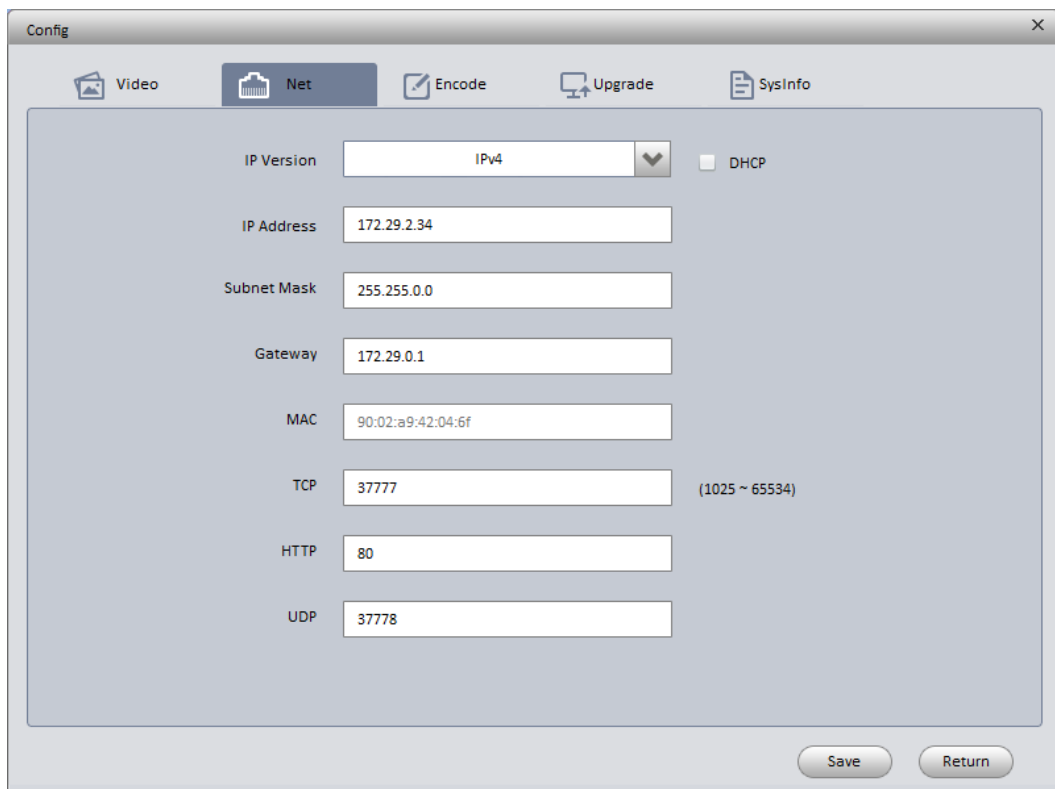 Config
Video Net Encode Upgrade SysInfo
IP Version IPv4 DHCP
IP Address 172.29.2.34
Subnet Mask 255.255.0.0
Gateway 172.29.0.1
MAC 90:02:a9:42:04:6f
TCP 37777 (1025 ~ 65534)
HTTP 80
UDP 37778
Save Return